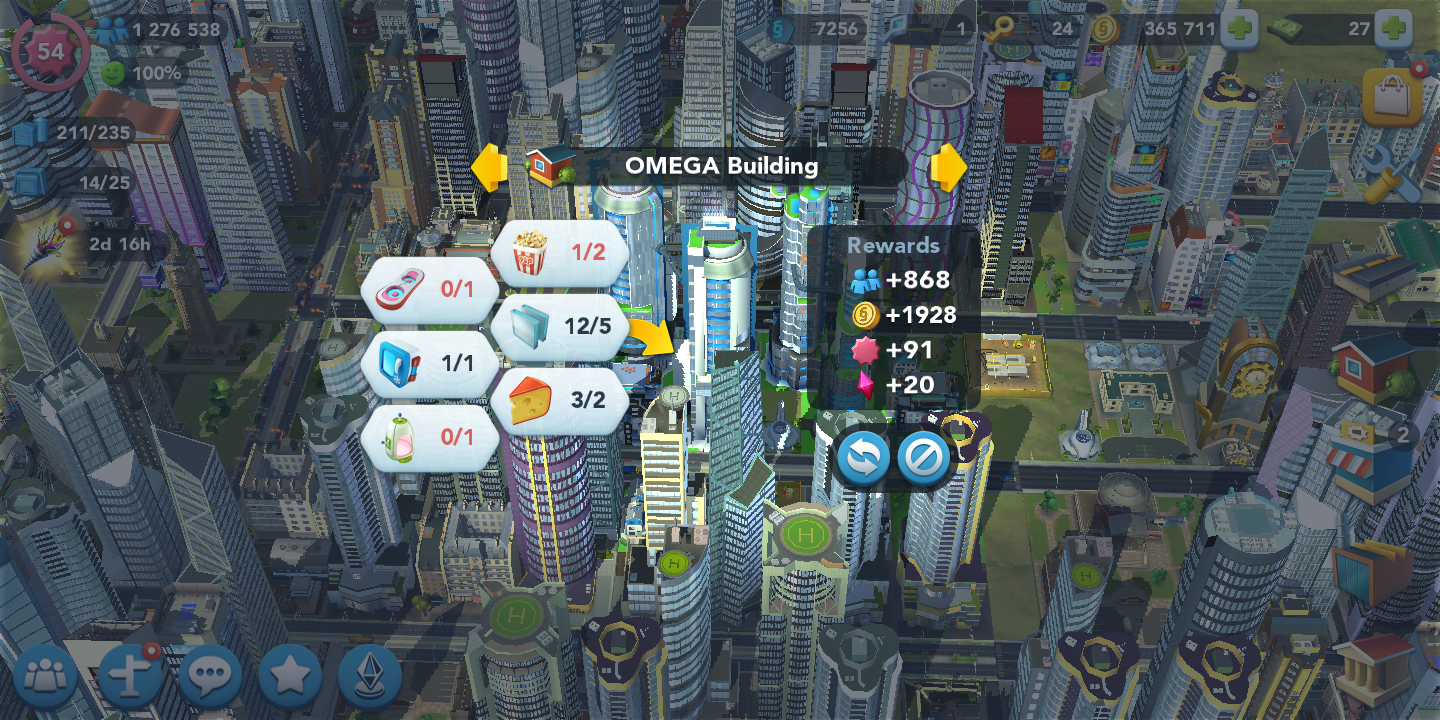 54
1 276 538
7256
1
24
365 711
27
100%
211/235
14/25
2d 16h
OMEGA Building
1/2
0/1
12/5
1/1
3/2
0/1
Rewards
+868
+1928
+91
+20
2
H
H
H
H
H